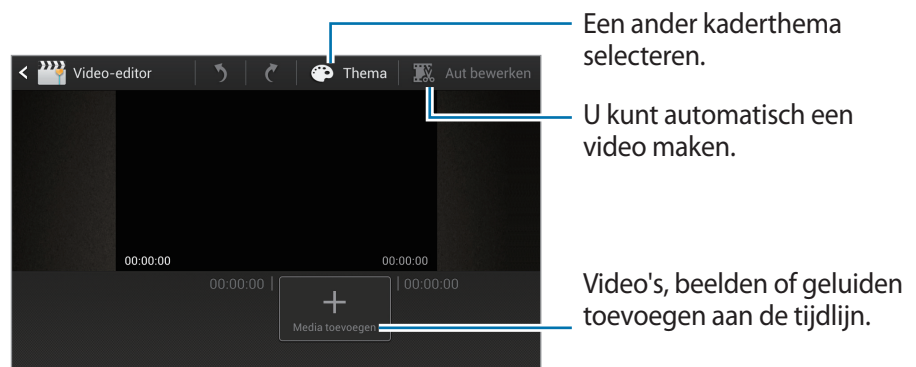 Een ander kaderthema
selecteren.
Video-editor
Thema
Aut bewerken
U kunt automatisch een
video maken.
00:00:00
00:00:00
00:00:00
00:00:00
Media toevoegen
Video's, beelden of geluiden
toevoegen aan de tijdlijn.